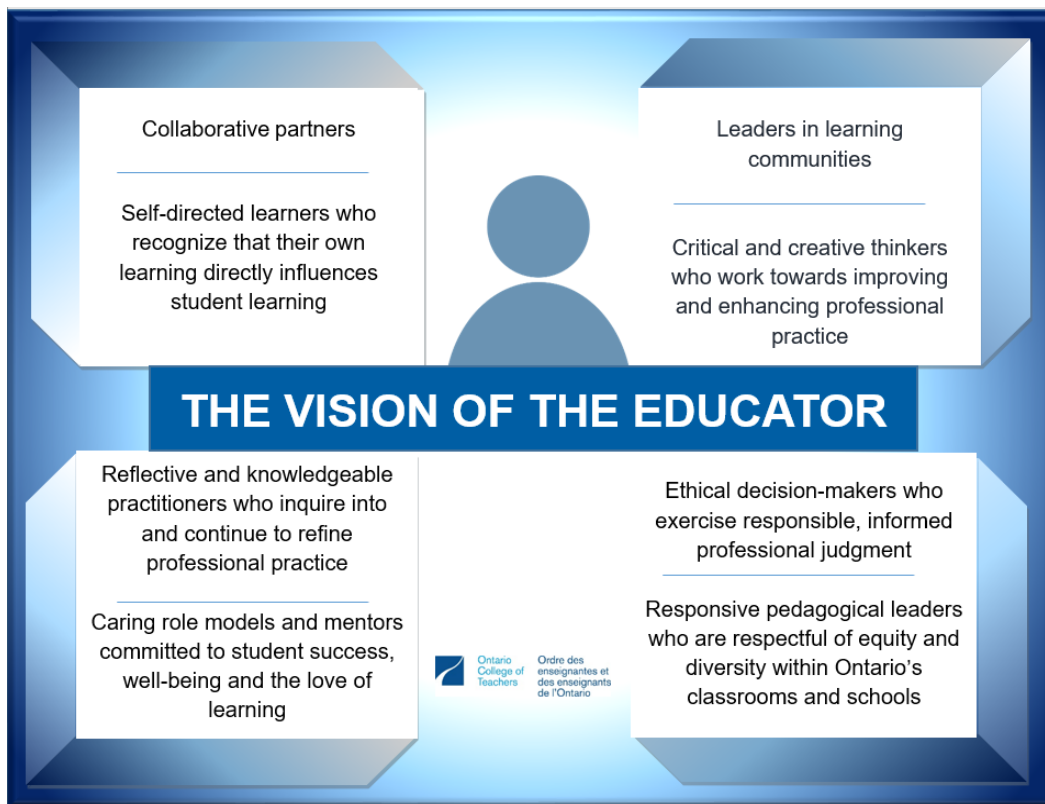 Collaborative partners
Self-directed learners who
recognize that their own
learning directly influences
student learning
Leaders in learning
communities
Critical and creative thinkers
who work towards improving
and enhancing professional
practice
THE VISION OF THE EDUCATOR
Reflective and knowledgeable
practitioners who inquire into
and continue to refine
professional practice
Caring role models and mentors
committed to student success,
well-being and the love of
learning
Ontario
College of
Teachers
Ordre des
enseignantes et
des enseignants
de l'Ontario
Ethical decision-makers who
exercise responsible, informed
professional judgment
Responsive pedagogical leaders
who are respectful of equity and
diversity within Ontario's
classrooms and schools